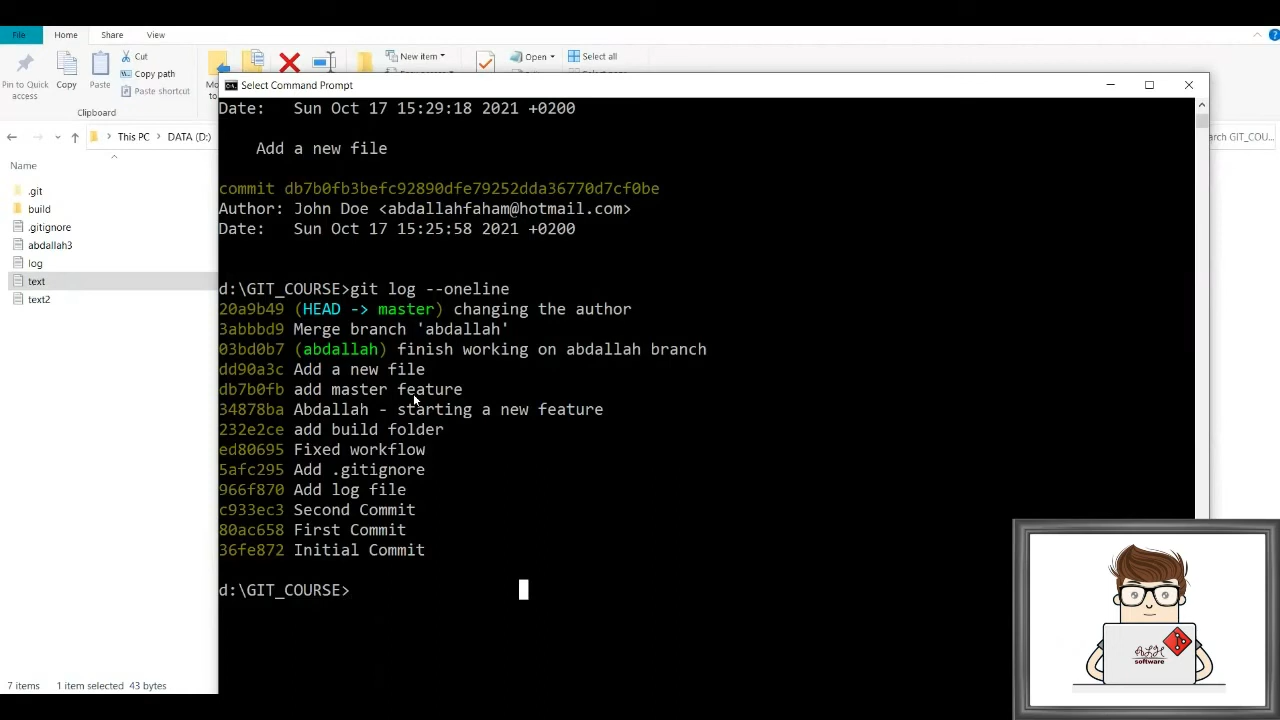 File Home Share View
Pin to Quick access
Copy
Paste
Cut
Copy path
Paste shortcut
Clipboard
New item
Open
Select all
This PC > DATA (D:)
arch GIT_COU...
Name
.git
build
.gitignore
abdallah3
log
text
text2
7 items 1 item selected 43 bytes
Select Command Prompt
Date:   Sun Oct 17 15:29:18 2021 +0200
Add a new file
commit db7b0fb3befc92890dfe79252dda36770d7cf0be
Author: John Doe <abdallahfaham@hotmail.com>
Date:   Sun Oct 17 15:25:58 2021 +0200
d:\GIT_COURSE>git log --oneline
20a9b49 (HEAD -> master) changing the author
3abbbd9 Merge branch 'abdallah'
03bd0b7 (abdallah) finish working on abdallah branch
dd90a3c Add a new file
db7b0fb add master feature
34878ba Abdallah - starting a new feature
232e2ce add build folder
ed80695 Fixed workflow
5afc295 Add .gitignore
966f870 Add log file
c933ec3 Second Commit
80ac658 First Commit
36fe872 Initial Commit
d:\GIT_COURSE>
software